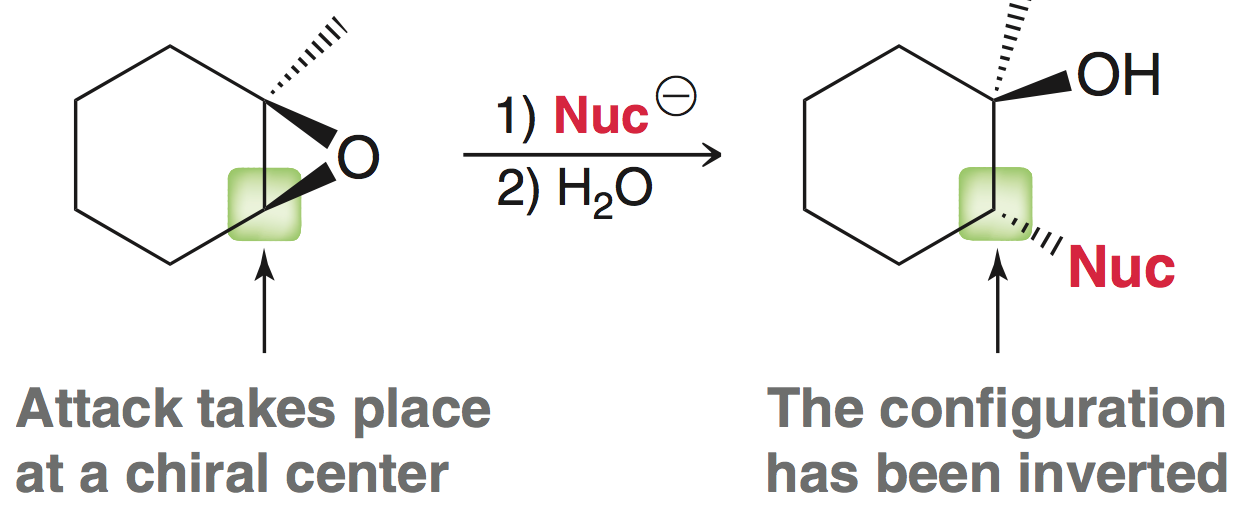 O
1) Nuc⊖
2) H₂O
OH
Nuc
Attack takes place
at a chiral center
The configuration
has been inverted